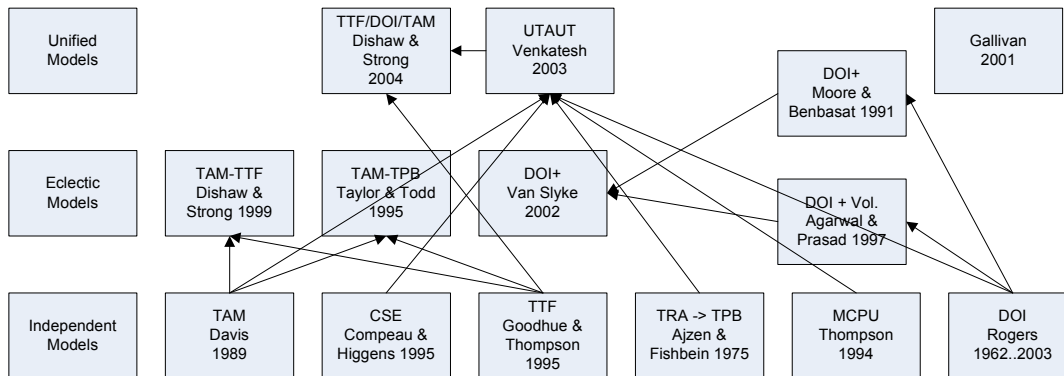 Unified
Models
TTF/DOI/TAM
Dishaw &
Strong
2004
UTAUT
Venkatesh
2003
DOI+
Moore &
Benbasat 1991
Gallivan
2001
Eclectic
Models
TAM-TTF
Dishaw &
Strong 1999
TAM-TPB
Taylor & Todd
1995
DOI+
Van Slyke
2002
DOI + Vol.
Agarwal &
Prasad 1997
Independent
Models
TAM
Davis
1989
CSE
Compeau &
Higgens 1995
TTF
Goodhue &
Thompson
1995
TRA -> TPB
Ajzen &
Fishbein 1975
MCPU
Thompson
1994
DOI
Rogers
1962..2003